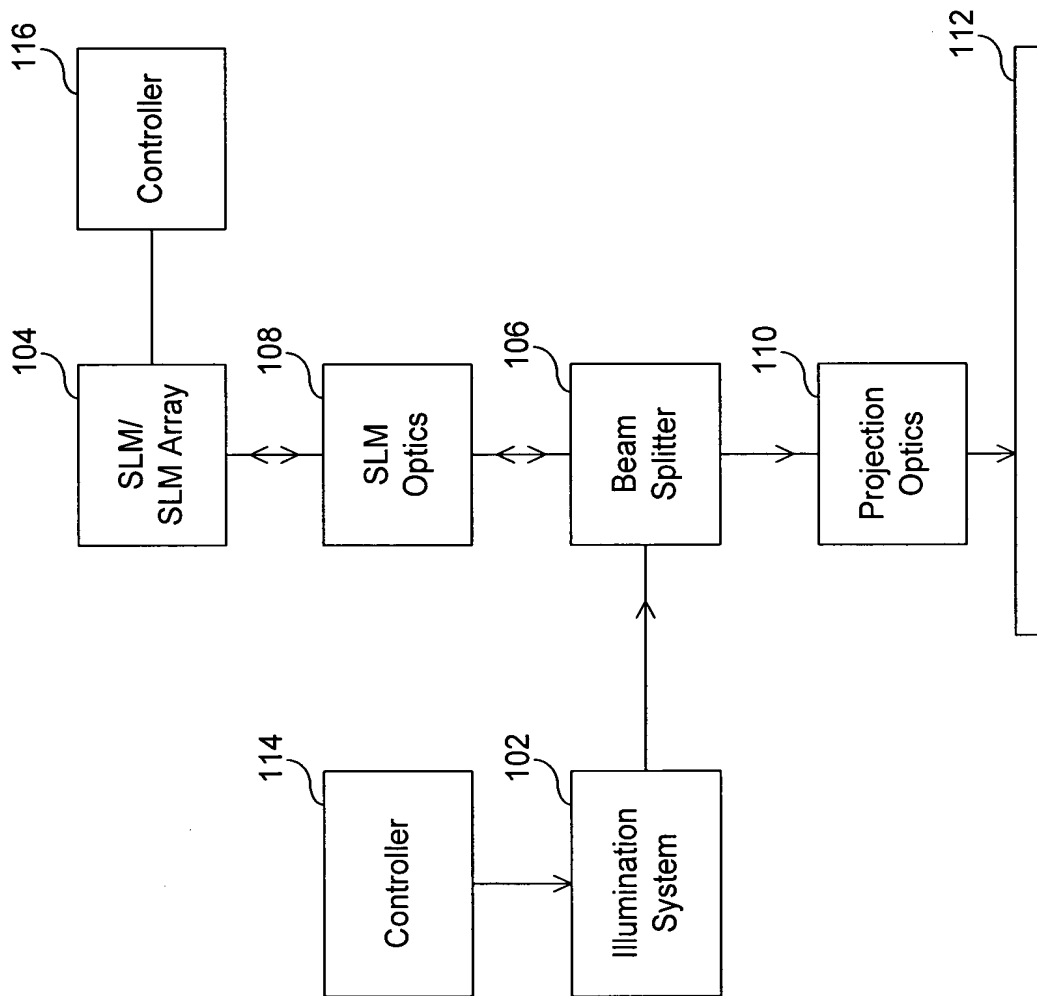 116
Controller
104
SLM/
SLM Array
108
SLM
Optics
106
Beam
Splitter
110
Projection
Optics
112
114
Controller
102
Illumination
System